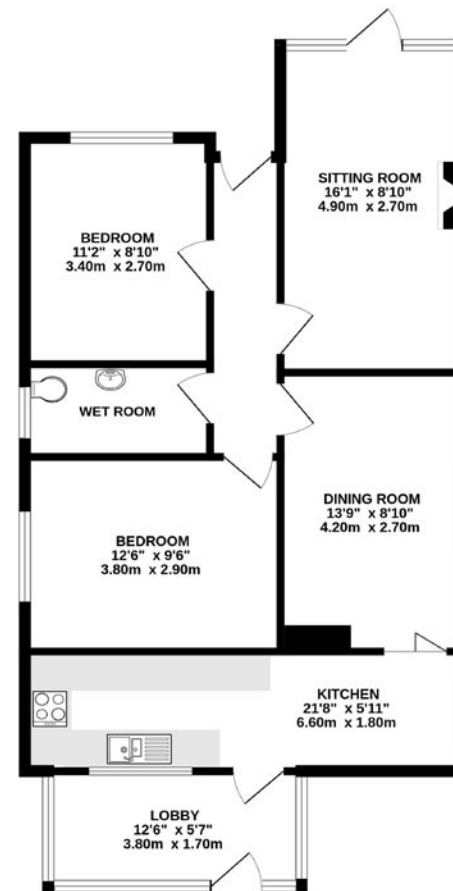 SITTING ROOM
16'1" x 8'10"
4.90m x 2.70m
BEDROOM
11'2" x 8'10"
3.40m x 2.70m
WET ROOM
DINING ROOM
13'9" x 8'10"
4.20m x 2.70m
BEDROOM
12'6" x 9'6"
3.80m x 2.90m
KITCHEN
21'8" x 5'11"
6.60m x 1.80m
LOBBY
12'6" x 5'7"
3.80m x 1.70m